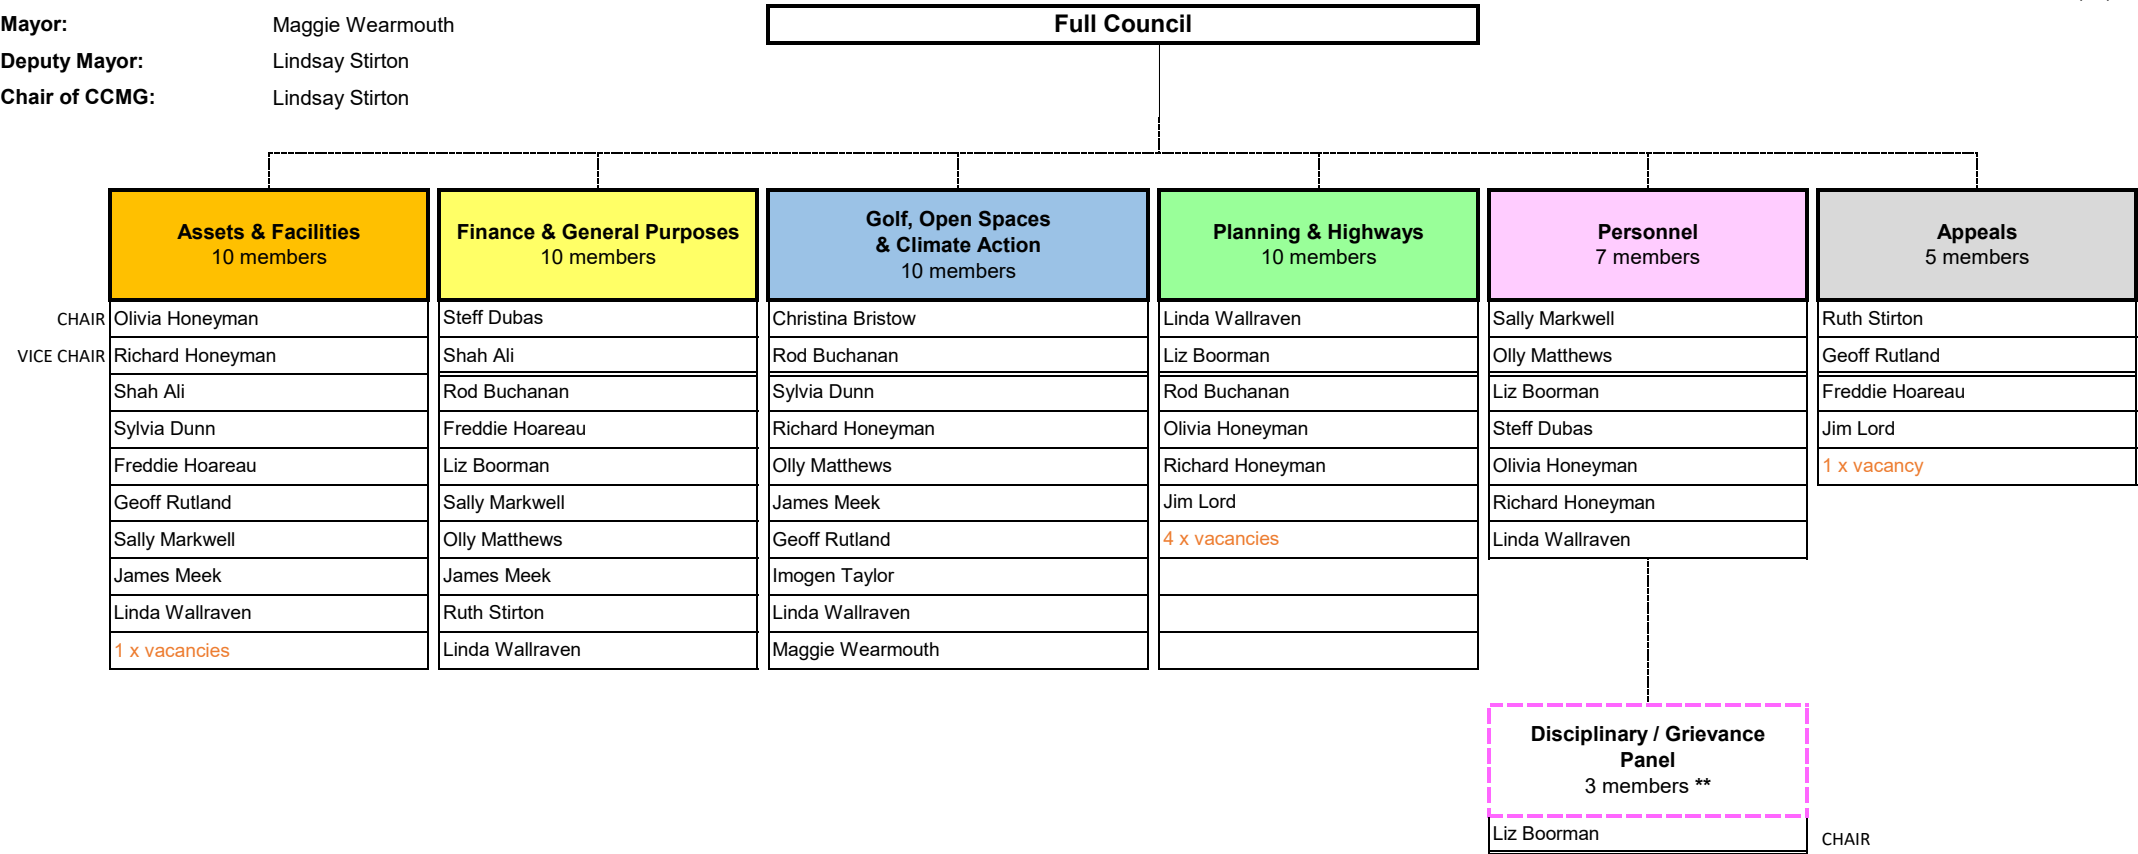 Mayor: Maggie Wearmouth
Deputy Mayor: Lindsay Stirton
Chair of CCMG: Lindsay Stirton
Full Council
Assets & Facilities
10 members
CHAIR Olivia Honeyman
VICE CHAIR Richard Honeyman
Shah Ali
Sylvia Dunn
Freddie Hoareau
Geoff Rutland
Sally Markwell
James Meek
Linda Wallraven
1 x vacancies
Finance & General Purposes
10 members
Steff Dubas
Shah Ali
Rod Buchanan
Freddie Hoareau
Liz Boorman
Sally Markwell
Olly Matthews
James Meek
Ruth Stirton
Linda Wallraven
Golf, Open Spaces
& Climate Action
10 members
Christina Bristow
Rod Buchanan
Sylvia Dunn
Richard Honeyman
Olly Matthews
James Meek
Geoff Rutland
Imogen Taylor
Linda Wallraven
Maggie Wearmouth
Planning & Highways
10 members
Linda Wallraven
Liz Boorman
Rod Buchanan
Olivia Honeyman
Richard Honeyman
Jim Lord
4 x vacancies
Personnel
7 members
Sally Markwell
Olly Matthews
Liz Boorman
Steff Dubas
Olivia Honeyman
Richard Honeyman
Linda Wallraven
Appeals
5 members
Ruth Stirton
Geoff Rutland
Freddie Hoareau
Jim Lord
1 x vacancy
Disciplinary / Grievance
Panel
3 members **
Liz Boorman CHAIR